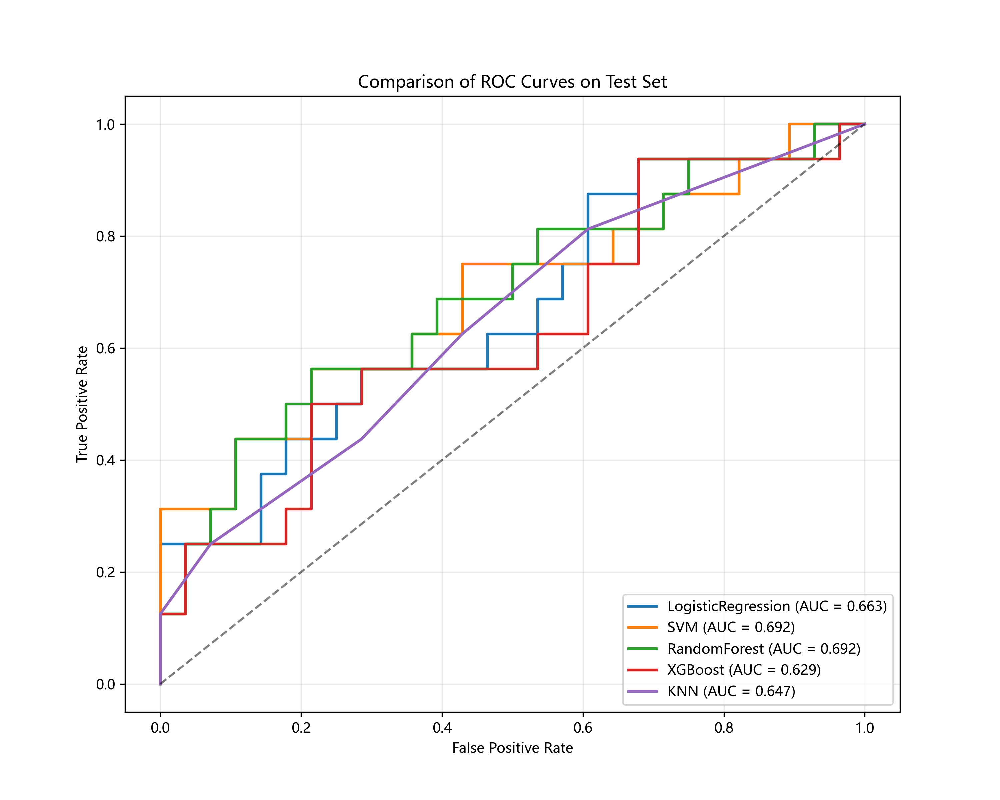 Comparison of ROC Curves on Test Set
True Positive Rate
1.0
0.8
0.6
0.4
0.2
0.0
0.0 0.2 0.4 0.6 0.8 1.0
False Positive Rate
LogisticRegression (AUC = 0.663)
SVM (AUC = 0.692)
RandomForest (AUC = 0.692)
XGBoost (AUC = 0.629)
KNN (AUC = 0.647)